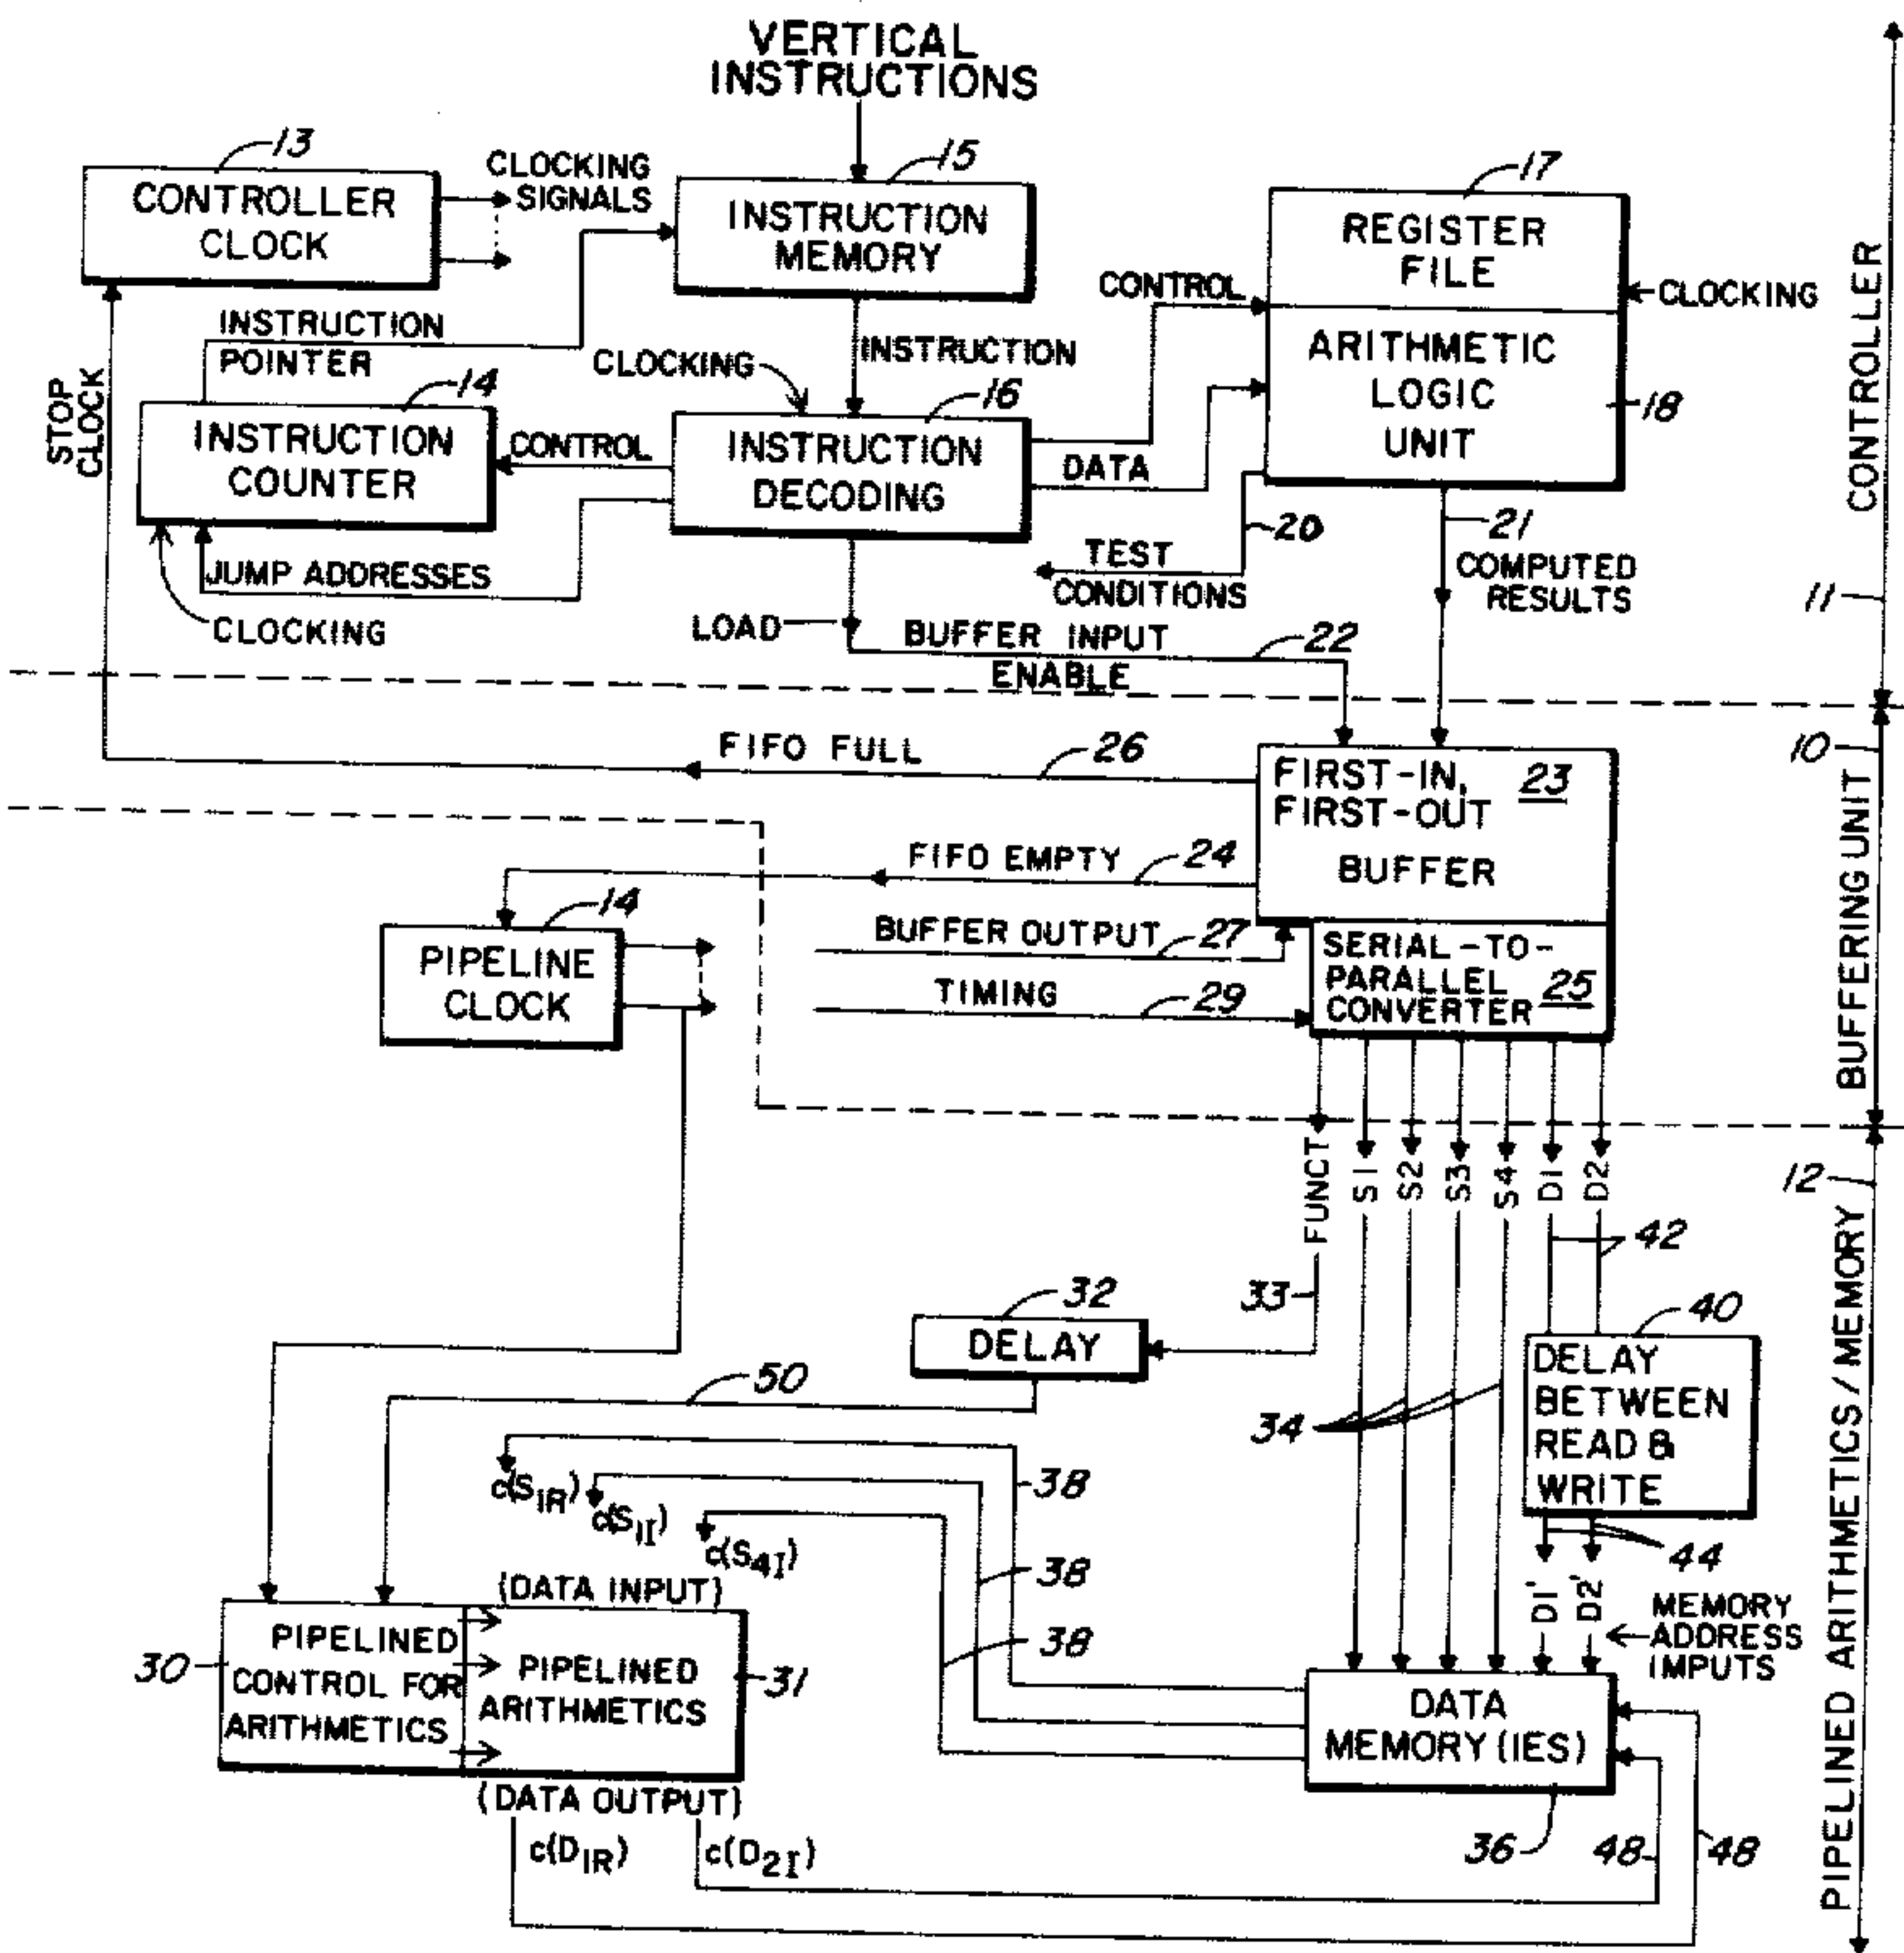 VERTICAL
INSTRUCTIONS
13
CONTROLLER
CLOCK
CLOCKING
SIGNALS
15
INSTRUCTION
MEMORY
17
REGISTER
FILE
CLOCKING
CONTROL
ARITHMETIC
LOGIC
UNIT
18
CONTROLLER
INSTRUCTION
POINTER
STOP
CLOCK
14
INSTRUCTION
COUNTER
CLOCKING
INSTRUCTION
16
INSTRUCTION
DECODING
CONTROL
DATA
20
21
TEST
CONDITIONS
COMPUTED
RESULTS
11
JUMP ADDRESSES
CLOCKING
LOAD
BUFFER INPUT
ENABLE
22
FIFO FULL
26
FIRST-IN,
FIRST-OUT
BUFFER
23
10
BUFFERING UNIT
FIFO EMPTY
24
14
PIPELINE
CLOCK
BUFFER OUTPUT
27
TIMING
29
SERIAL-TO-
PARALLEL
CONVERTER
25
FUNCT
S1
S2
S3
S4
D1
D2
12
PIPELINED ARITHMETICS/MEMORY
42
33
32
DELAY
40
DELAY
BETWEEN
READ &
WRITE
50
34
38
c(S1R)
c(S1I)
c(S4I)
38
38
44
D1'
D2'
MEMORY
ADDRESS
IMPUTS
(DATA INPUT)
30
PIPELINED
CONTROL FOR
ARITHMETICS
PIPELINED
ARITHMETICS
31
DATA
MEMORY (IES)
36
(DATA OUTPUT)
c(D1R)
c(D2I)
48
48